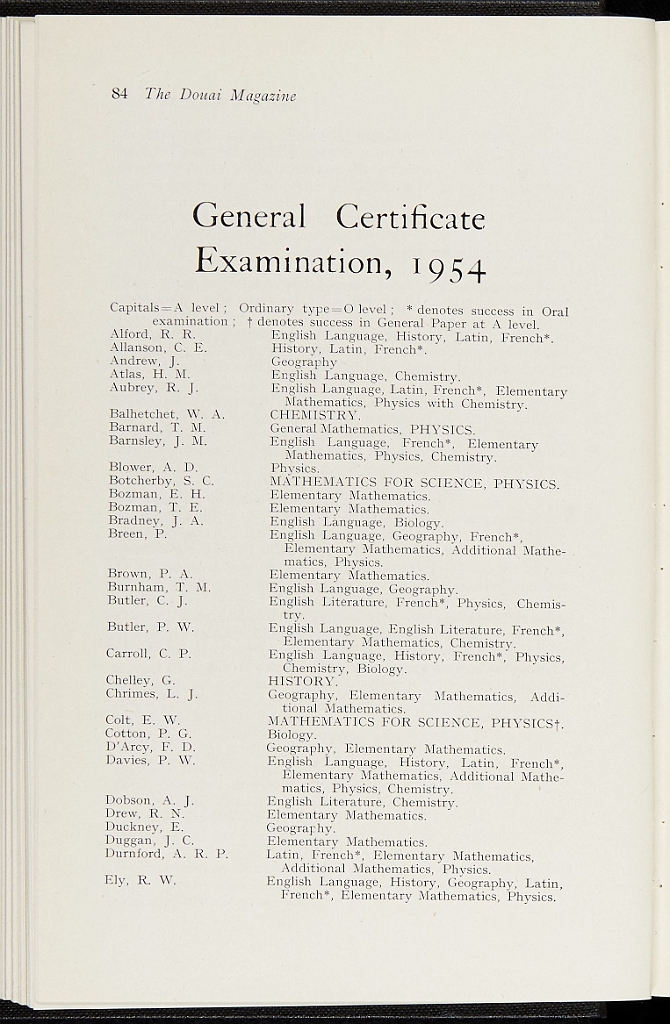 84 The Douai Magazine
General Certificate
Examination, 1954
Capitals=A level; Ordinary type=O level; * denotes success in Oral
examination; † denotes success in General Paper at A level.
Alford, R. R. English Language, History, Latin, French*.
Allanson, C. E. History, Latin, French*.
Andrew, J. Geography
Atlas, H. M. English Language, Chemistry.
Aubrey, R. J. English Language, Latin, French*, Elementary
Mathematics, Physics with Chemistry.
Balhetchet, W. A. CHEMISTRY.
Barnard, T. M. General Mathematics, PHYSICS.
Barnsley, J. M. English Language, French*, Elementary
Mathematics, Physics, Chemistry.
Blower, A. D. Physics.
Botcherby, S. C. MATHEMATICS FOR SCIENCE, PHYSICS.
Bozman, E. H. Elementary Mathematics.
Bozman, T. E. Elementary Mathematics.
Bradney, J. A. English Language, Biology.
Breen, P. English Language, Geography, French*,
Elementary Mathematics, Additional Mathe-
matics, Physics.
Brown, P. A. Elementary Mathematics.
Burnham, T. M. English Language, Geography.
Butler, C. J. English Literature, French*, Physics, Chemis-
try.
Butler, P. W. English Language, English Literature, French*,
Elementary Mathematics, Chemistry.
Carroll, C. P. English Language, History, French*, Physics,
Chemistry, Biology.
Chelley, G. HISTORY.
Chrimes, L. J. Geography, Elementary Mathematics, Addi-
tional Mathematics.
Colt, E. W. MATHEMATICS FOR SCIENCE, PHYSICS†.
Cotton, P. G. Biology.
D'Arcy, F. D. Geography, Elementary Mathematics.
Davies, P. W. English Language, History, Latin, French*,
Elementary Mathematics, Additional Mathe-
matics, Physics, Chemistry.
Dobson, A. J. English Literature, Chemistry.
Drew, R. N. Elementary Mathematics.
Duckney, E. Geography.
Duggan, J. C. Elementary Mathematics.
Durnford, A. R. P. Latin, French*, Elementary Mathematics,
Additional Mathematics, Physics.
Ely, R. W. English Language, History, Geography, Latin,
French*, Elementary Mathematics, Physics.